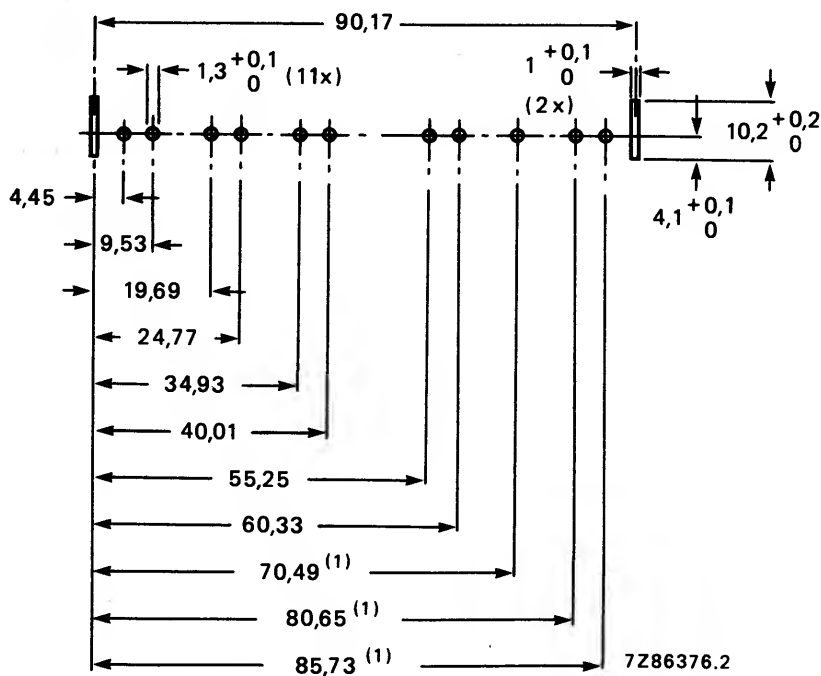 90,17
1,3 +0,1 0 (11x)
1 +0,1 0
(2x)
10,2 +0,2 0
4,1 +0,1 0
4,45
9,53
19,69
24,77
34,93
40,01
55,25
60,33
70,49 (1)
80,65 (1)
85,73 (1)
7Z86376.2